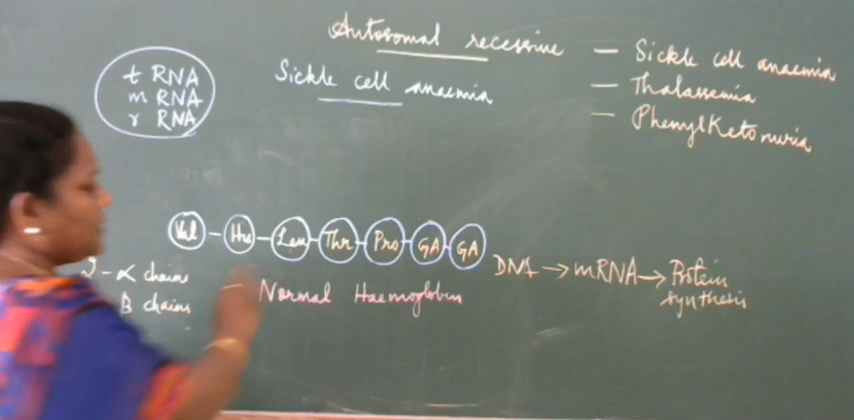 Autosomal recessive — Sickle cell anaemia
— Thalassemia
— PhenylKetonuria
t RNA
m RNA
r RNA
Sickle cell anaemia
Val - His - Leu - Thr - Pro - GA - GA
2 - α chain
β chains
Normal Haemoglobin
DNA → mRNA → Protein
synthesis